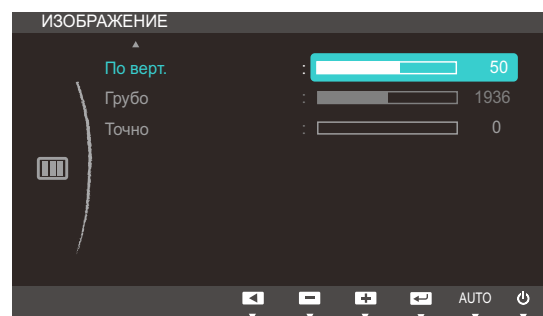 ИЗОБРАЖЕНИЕ
По верт. : 50
Грубо : 1936
Точно : 0
AUTO